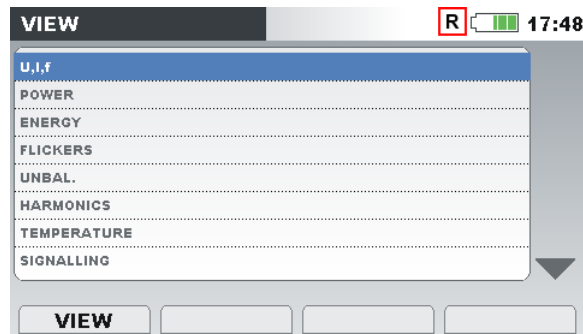 VIEW R 17:48
U,I,f
POWER
ENERGY
FLICKERS
UNBAL.
HARMONICS
TEMPERATURE
SIGNALLING
VIEW